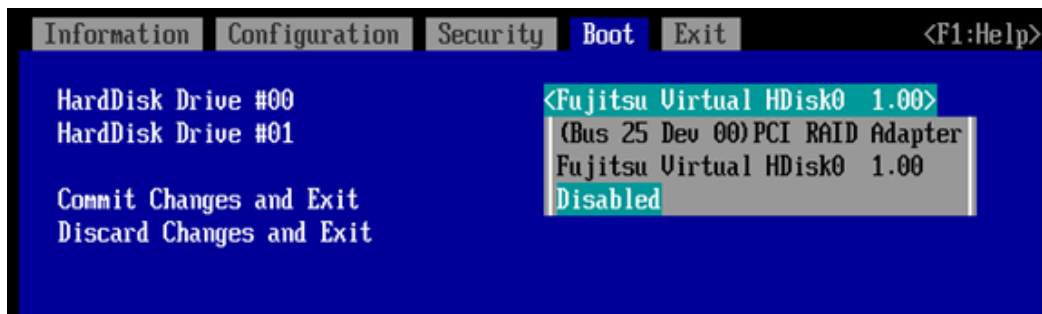 Information Configuration Security Boot Exit <F1:Help>
HardDisk Drive #00 <Fujitsu Virtual HDisk0 1.00>
HardDisk Drive #01 (Bus 25 Dev 00)PCI RAID Adapter
Fujitsu Virtual HDisk0 1.00
Commit Changes and Exit Disabled
Discard Changes and Exit